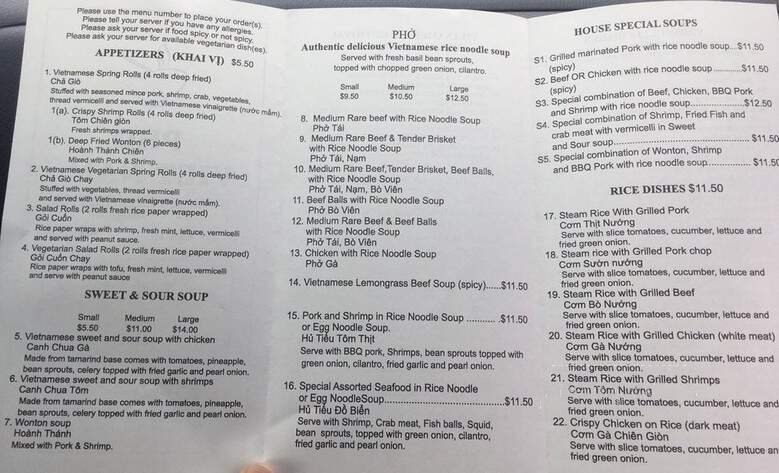 Please use the menu number to place your order(s).
Please tell your server if you have any allergies.
Please ask your server if food spicy or not spicy.
Please ask your server for available vegetarian dish(es).
APPETIZERS (KHAI VỊ) $5.50
1. Vietnamese Spring Rolls (4 rolls deep fried)
Chả Giò
Stuffed with seasoned mince pork, shrimp, crab, vegetables,
thread vermicelli and served with Vietnamese vinaigrette (nước mắm).
1(a). Crispy Shrimp Rolls (4 rolls deep fried)
Tôm Chiên giòn
Fresh shrimps wrapped.
1(b). Deep Fried Wonton (6 pieces)
Hoành Thánh Chiên
Mixed with Pork & Shrimp.
2. Vietnamese Vegetarian Spring Rolls (4 rolls deep fried)
Chả Giò Chay
Stuffed with vegetables, thread vermicelli
and served with Vietnamese vinaigrette (nước mắm).
3. Salad Rolls (2 rolls fresh rice paper wrapped)
Gỏi Cuốn
Rice paper wraps with shrimp, fresh mint, lettuce, vermicelli
and served with peanut sauce.
4. Vegetarian Salad Rolls (2 rolls fresh rice paper wrapped)
Gỏi Cuốn Chay
Rice paper wraps with tofu, fresh mint, lettuce, vermicelli
and serve with peanut sauce
SWEET & SOUR SOUP
Small Medium Large
$5.50 $11.00 $14.00
5. Vietnamese sweet and sour soup with chicken
Canh Chua Gà
Made from tamarind base comes with tomatoes, pineapple,
bean sprouts, celery topped with fried garlic and pearl onion.
6. Vietnamese sweet and sour soup with shrimps
Canh Chua Tôm
Made from tamarind base comes with tomatoes, pineapple,
bean sprouts, celery topped with fried garlic and pearl onion.
7. Wonton soup
Hoành Thánh
Mixed with Pork & Shrimp.
PHỞ
Authentic delicious Vietnamese rice noodle soup
Served with fresh basil bean sprouts,
topped with chopped green onion, cilantro.
Small Medium Large
$9.50 $10.50 $12.50
8. Medium Rare beef with Rice Noodle Soup
Phở Tái
9. Medium Rare Beef & Tender Brisket
with Rice Noodle Soup
Phở Tái, Nạm
10. Medium Rare Beef,Tender Brisket, Beef Balls,
with Rice Noodle Soup
Phở Tái, Nạm, Bò Viên
11. Beef Balls with Rice Noodle Soup
Phở Bò Viên
12. Medium Rare Beef & Beef Balls
with Rice Noodle Soup
Phở Tái, Bò Viên
13. Chicken with Rice Noodle Soup
Phở Gà
14. Vietnamese Lemongrass Beef Soup (spicy)......$11.50
15. Pork and Shrimp in Rice Noodle Soup ............$11.50
or Egg Noodle Soup.
Hủ Tiếu Tôm Thịt
Serve with BBQ pork, Shrimps, bean sprouts topped with
green onion, cilantro, fried garlic and pearl onion.
16. Special Assorted Seafood in Rice Noodle
or Egg NoodleSoup....................................$11.50
Hủ Tiếu Đồ Biển
Serve with Shrimp, Crab meat, Fish balls, Squid,
bean sprouts, topped with green onion, cilantro,
fried garlic and pearl onion.
HOUSE SPECIAL SOUPS
S1. Grilled marinated Pork with rice noodle soup...$11.50
(spicy)
S2. Beef OR Chicken with rice noodle soup..............$11.50
(spicy)
S3. Special combination of Beef, Chicken, BBQ Pork
and Shrimp with rice noodle soup.....................$12.50
S4. Special combination of Shrimp, Fried Fish and
crab meat with vermicelli in Sweet
and Sour soup.......................................... $11.50
S5. Special combination of Wonton, Shrimp
and BBQ Pork with rice noodle soup................. $11.50
RICE DISHES $11.50
17. Steam Rice With Grilled Pork
Cơm Thịt Nướng
Serve with slice tomatoes, cucumber, lettuce and
fried green onion.
18. Steam rice with Grilled Pork chop
Cơm Sườn nướng
Serve with slice tomatoes, cucumber, lettuce and
fried green onion.
19. Steam Rice with Grilled Beef
Cơm Bò Nướng
Serve with slice tomatoes, cucumber, lettuce and
fried green onion.
20. Steam Rice with Grilled Chicken (white meat)
Cơm Gà Nướng
Serve with slice tomatoes, cucumber, lettuce and
fried green onion.
21. Steam Rice with Grilled Shrimps
Cơm Tôm Nướng
Serve with slice tomatoes, cucumber, lettuce and
fried green onion.
22. Crispy Chicken on Rice (dark meat)
Cơm Gà Chiên Giòn
Serve with slice tomatoes, cucumber, lettuce an
fried green onion.